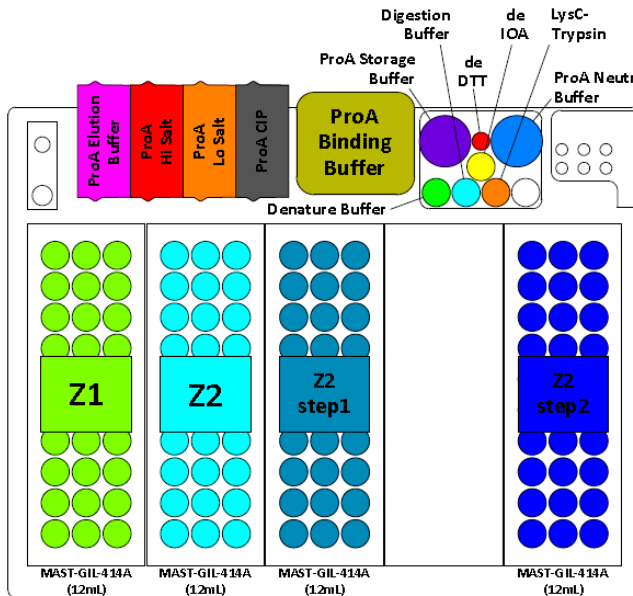 Digestion
Buffer
de
IOA
LysC-
Trypsin
ProA Storage
Buffer
de
DTT
ProA Neutr
Buffer
ProA Elution
Buffer
ProA
Hi Salt
ProA
Lo Salt
ProA CIP
ProA
Binding
Buffer
Denature Buffer
Z1
Z2
Z2
step1
Z2
step2
MAST-GIL-414A
(12mL)
MAST-GIL-414A
(12mL)
MAST-GIL-414A
(12mL)
MAST-GIL-414A
(12mL)